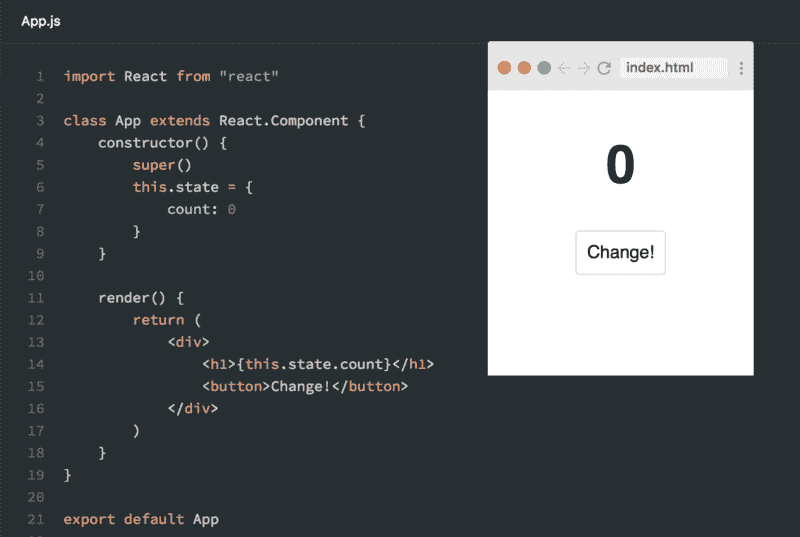 App.js
1 import React from "react"
2
3 class App extends React.Component {
4     constructor() {
5         super()
6         this.state = {
7             count: 0
8         }
9     }
10
11     render() {
12         return (
13             <div>
14                 <h1>{this.state.count}</h1>
15                 <button>Change!</button>
16             </div>
17         )
18     }
19 }
20
21 export default App
index.html
0
Change!